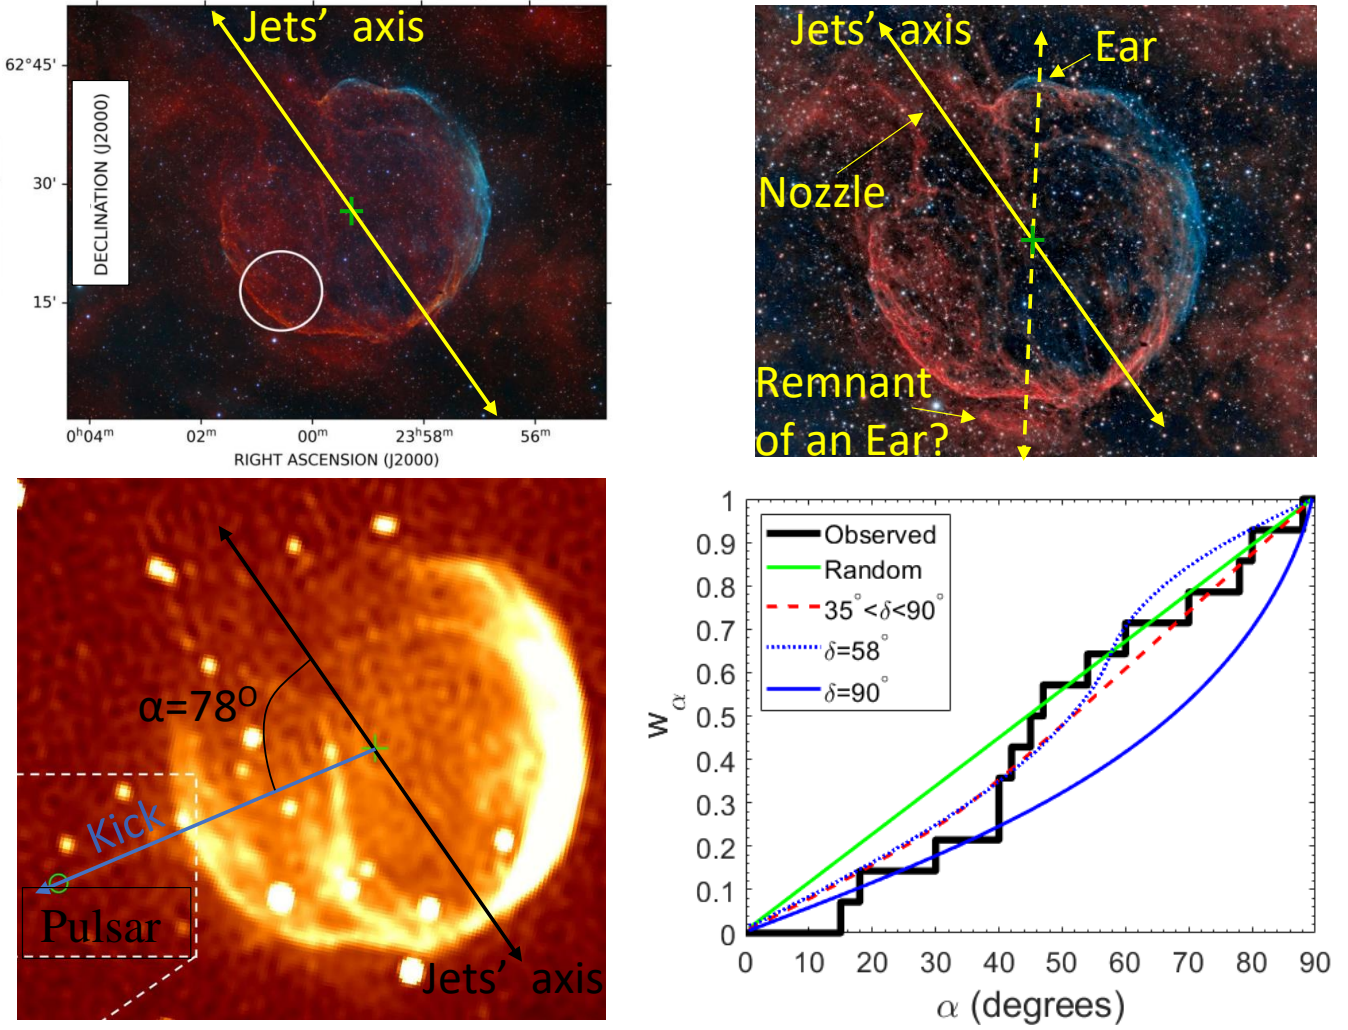 Jets' axis
62°45'
30'
15'
DECLINATION (J2000)
0ʰ04ᵐ 02ᵐ 00ᵐ 23ʰ58ᵐ 56ᵐ
RIGHT ASCENSION (J2000)
Jets' axis
Ear
Nozzle
Remnant
of an Ear?
α=78ᴼ
Kick
Pulsar
Jets' axis
1
0.9
0.8
0.7
0.6
0.5
0.4
0.3
0.2
0.1
0
wα
Observed
Random
35°<δ<90°
δ=58°
δ=90°
0 10 20 30 40 50 60 70 80 90
α (degrees)